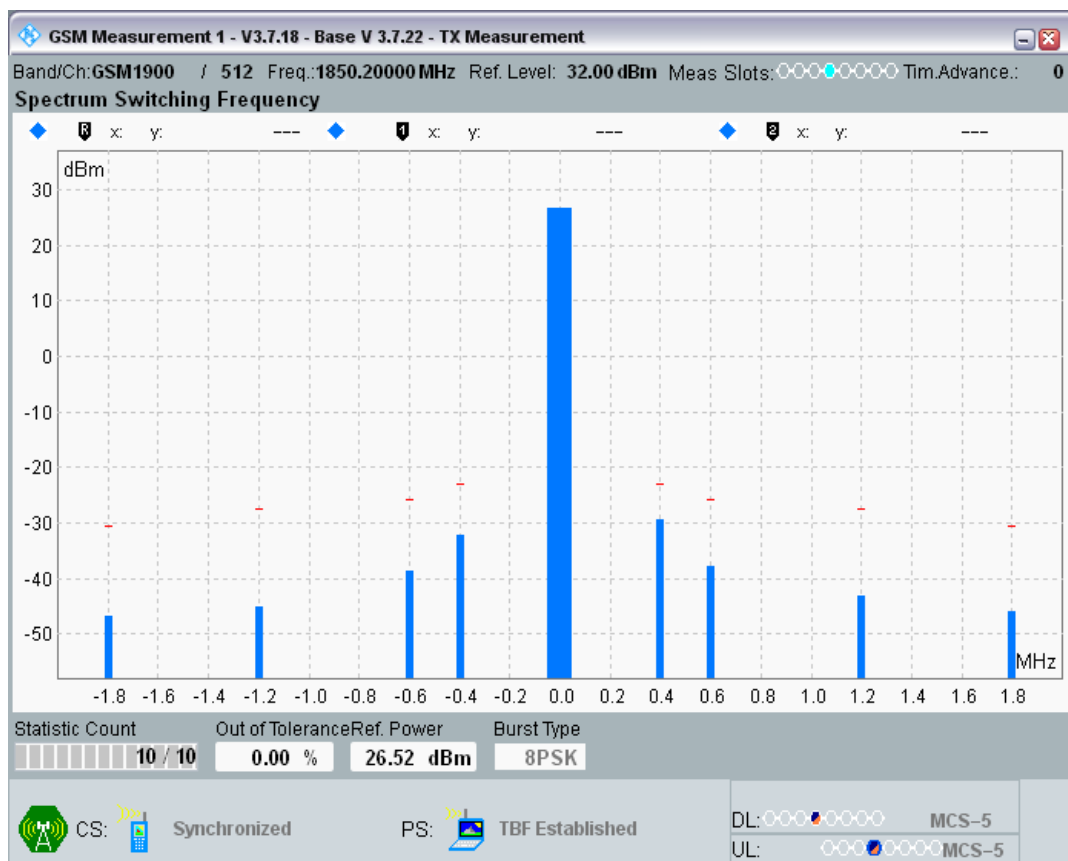 GSM Measurement 1 - V3.7.18 - Base V 3.7.22 - TX Measurement
Band/Ch:GSM1900 / 512 Freq.:1850.20000 MHz Ref. Level: 32.00 dBm Meas Slots: Tim.Advance.: 0
Spectrum Switching Frequency
R x: y: --- 1 x: y: --- 2 x: y: ---
dBm
30
20
10
0
-10
-20
-30
-40
-50
MHz
-1.8 -1.6 -1.4 -1.2 -1.0 -0.8 -0.6 -0.4 -0.2 0.0 0.2 0.4 0.6 0.8 1.0 1.2 1.4 1.6 1.8
Statistic Count Out of Tolerance Ref. Power Burst Type
10 / 10 0.00 % 26.52 dBm 8PSK
CS: Synchronized PS: TBF Established DL: MCS-5
UL: MCS-5